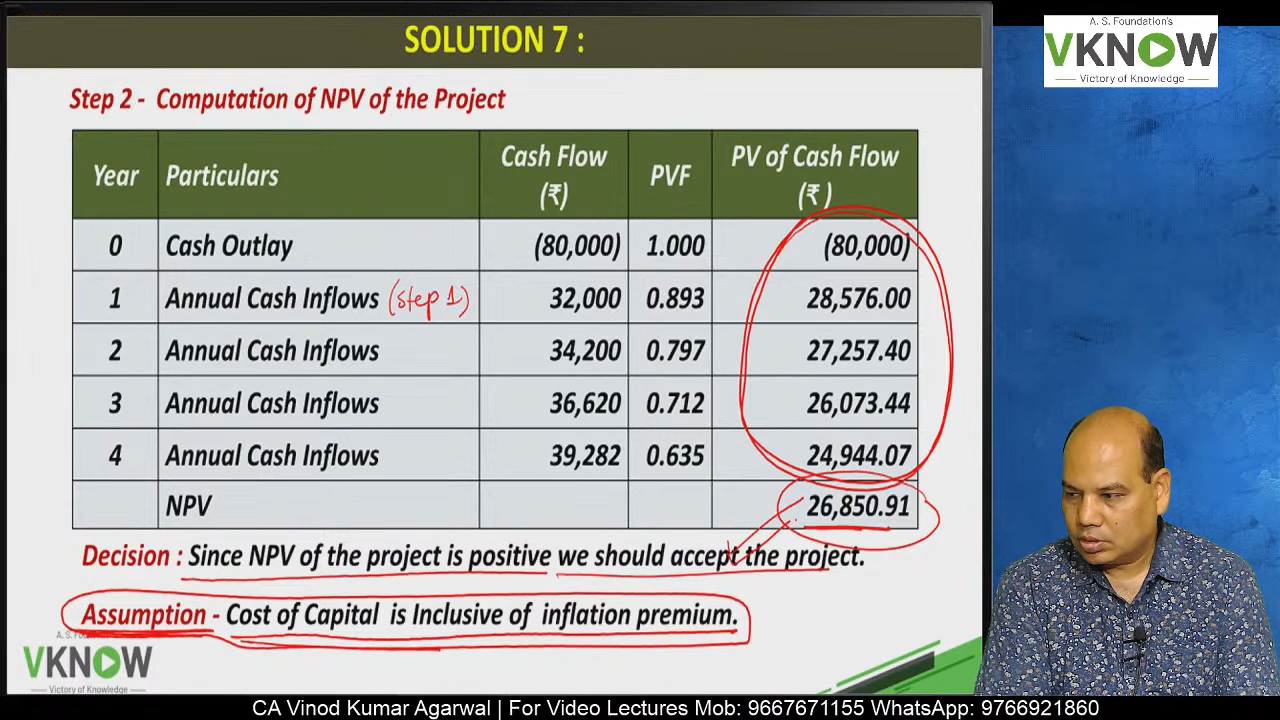 SOLUTION 7 :
A. S. Foundation's
VKNOW
Victory of Knowledge
Step 2 - Computation of NPV of the Project
Year Particulars Cash Flow (₹) PVF PV of Cash Flow (₹ )
0 Cash Outlay (80,000) 1.000 (80,000)
1 Annual Cash Inflows (Step 1) 32,000 0.893 28,576.00
2 Annual Cash Inflows 34,200 0.797 27,257.40
3 Annual Cash Inflows 36,620 0.712 26,073.44
4 Annual Cash Inflows 39,282 0.635 24,944.07
NPV 26,850.91
Decision : Since NPV of the project is positive we should accept the project.
Assumption - Cost of Capital is Inclusive of inflation premium.
VKNOW
Victory of Knowledge
CA Vinod Kumar Agarwal | For Video Lectures Mob: 9667671155 WhatsApp: 9766921860